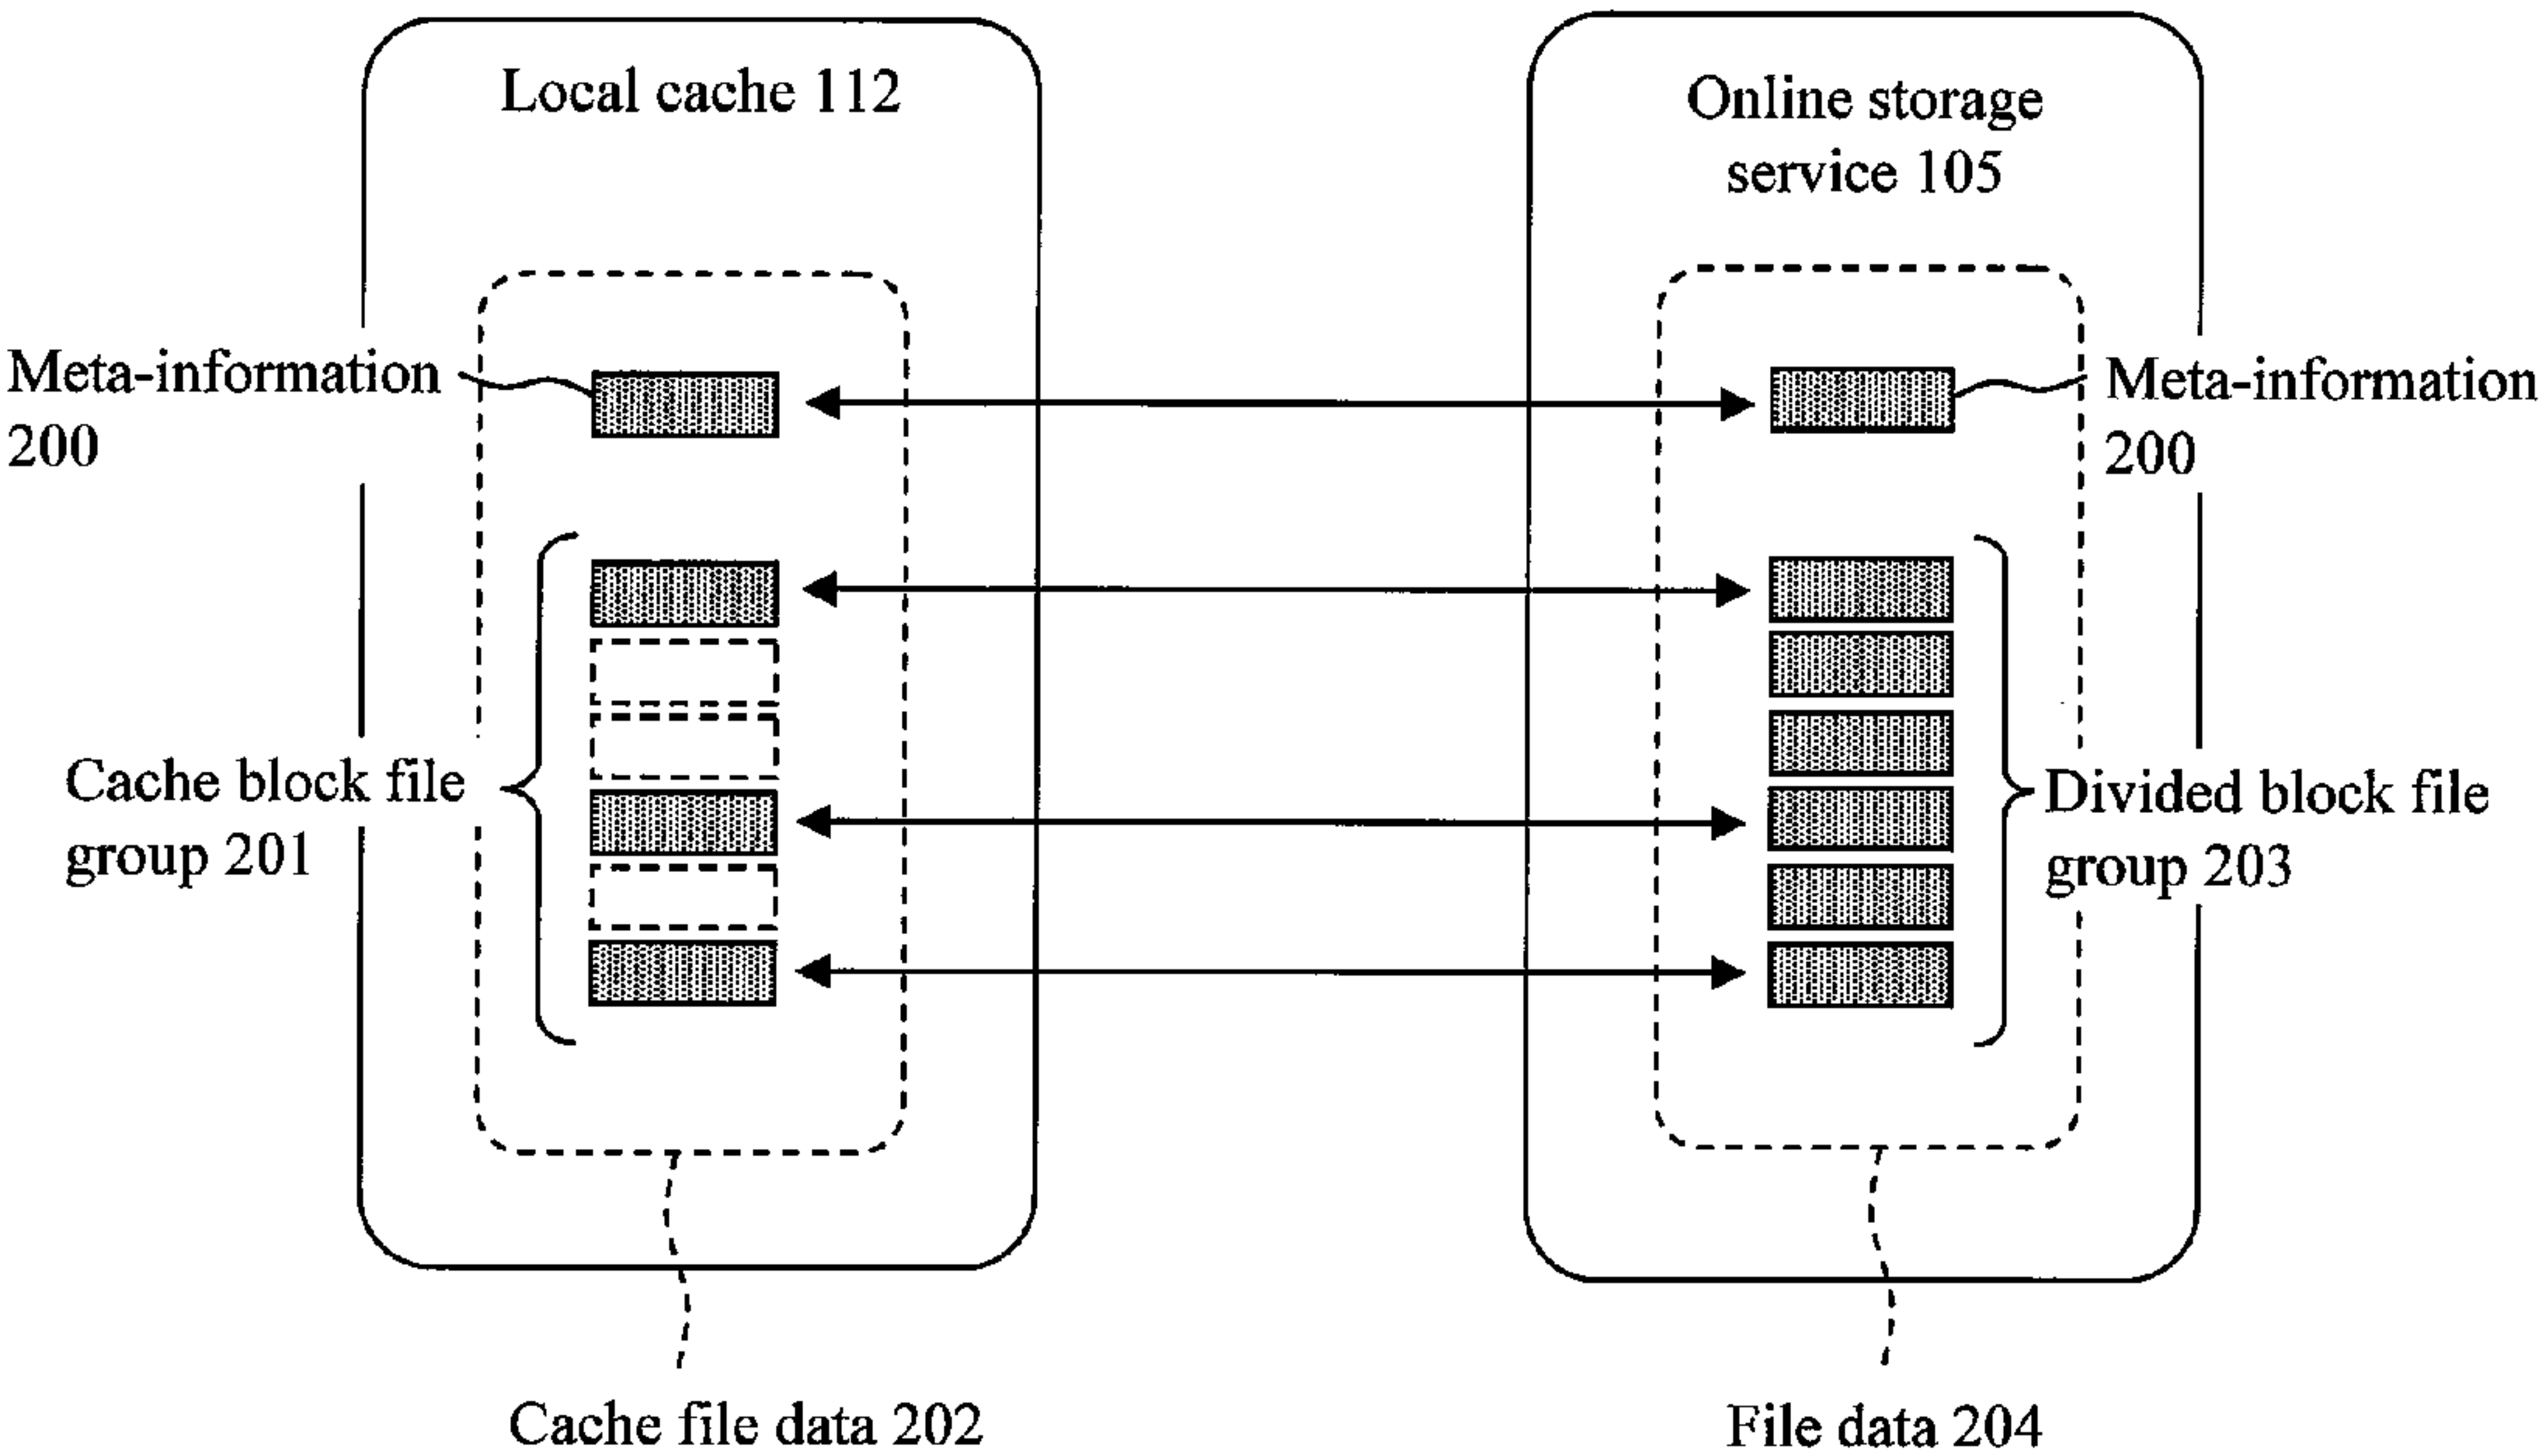 Local cache 112
Online storage
service 105
Meta-information
200
Meta-information
200
Cache block file
group 201
Divided block file
group 203
Cache file data 202
File data 204